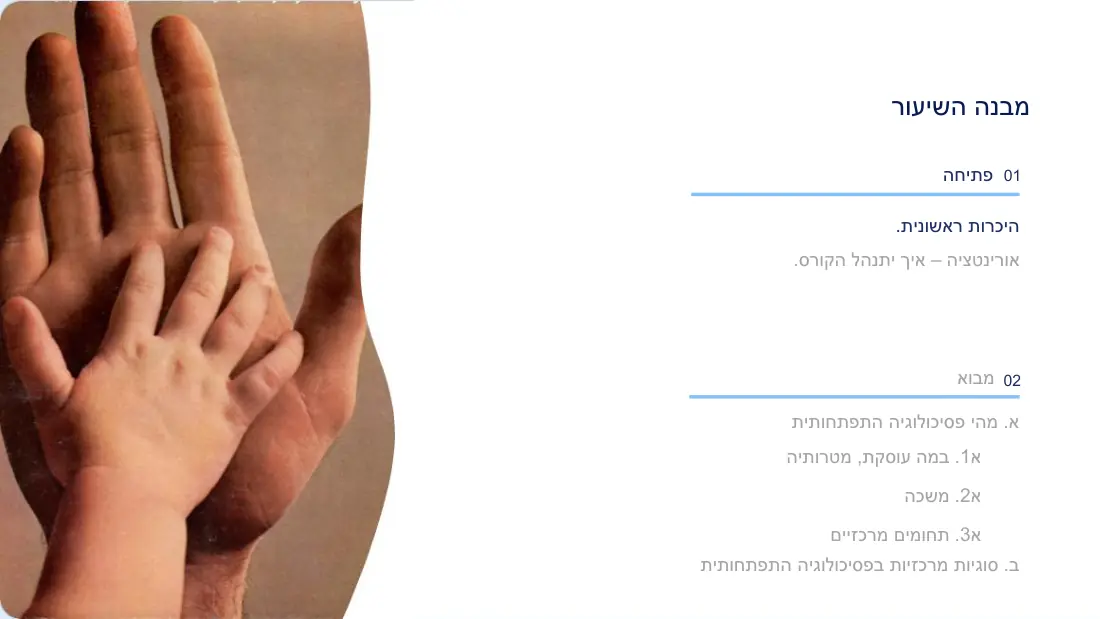 מבנה השיעור
01 פתיחה
היכרות ראשונית.
אורינטציה – איך יתנהל הקורס.
02 מבוא
א. מהי פסיכולוגיה התפתחותית
א1. במה עוסקת, מטרותיה
א2. משכה
א3. תחומים מרכזיים
ב. סוגיות מרכזיות בפסיכולוגיה התפתחותית